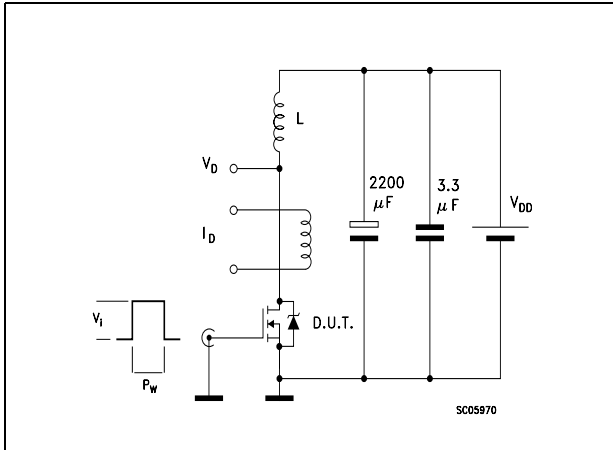 L
V_D
2200
μF
3.3
μF
V_DD
I_D
V_i
D.U.T.
P_W
SC05970